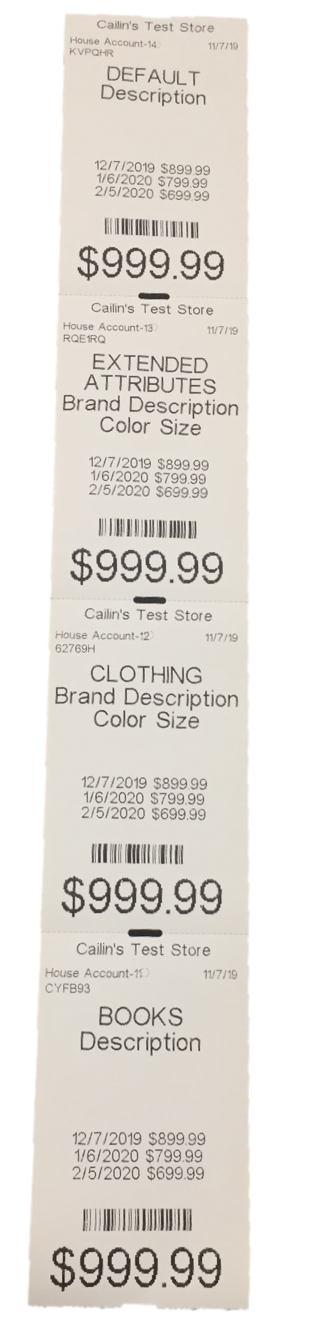 Cailin's Test Store
House Account-14 11/7/19
KVPQHR
DEFAULT
Description
12/7/2019 $899.99
1/6/2020 $799.99
2/5/2020 $699.99
$999.99
Cailin's Test Store
House Account-13 11/7/19
RQE1RQ
EXTENDED
ATTRIBUTES
Brand Description
Color Size
12/7/2019 $899.99
1/6/2020 $799.99
2/5/2020 $699.99
$999.99
Cailin's Test Store
House Account-12 11/7/19
62769H
CLOTHING
Brand Description
Color Size
12/7/2019 $899.99
1/6/2020 $799.99
2/5/2020 $699.99
$999.99
Cailin's Test Store
House Account-11 11/7/19
CYFB93
BOOKS
Description
12/7/2019 $899.99
1/6/2020 $799.99
2/5/2020 $699.99
$999.99